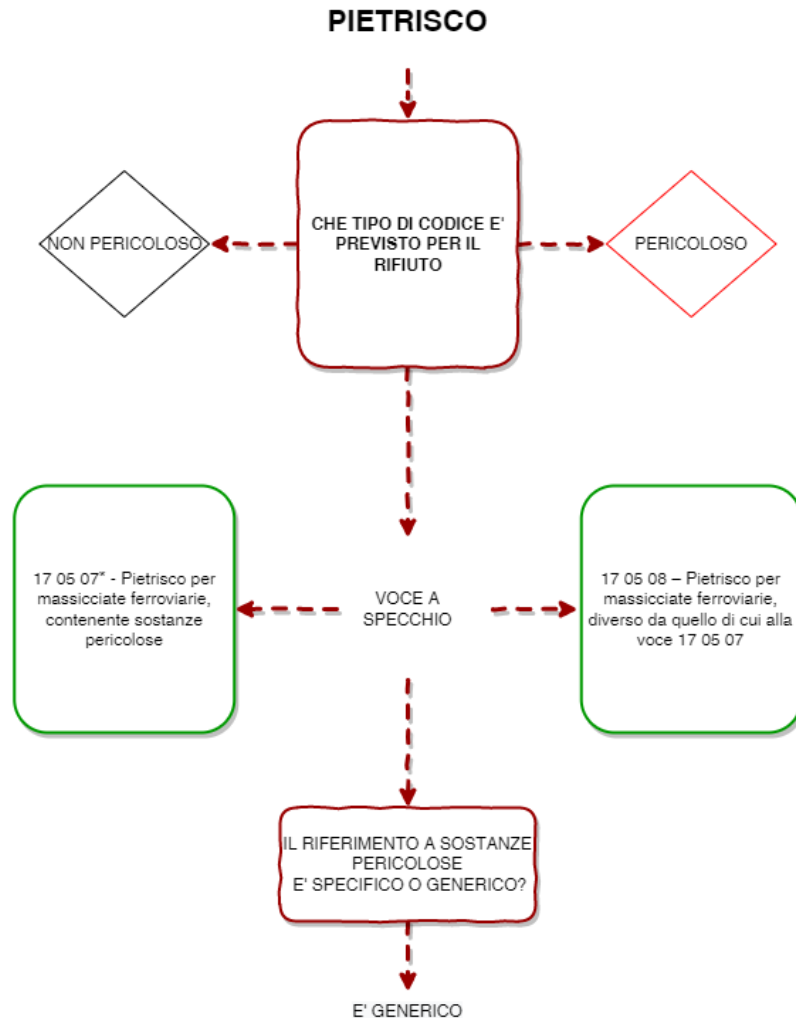 PIETRISCO
CHE TIPO DI CODICE E'
PREVISTO PER IL
RIFIUTO
NON PERICOLOSO
PERICOLOSO
17 05 07* - Pietrisco per
massicciate ferroviarie,
contenente sostanze
pericolose
VOCE A
SPECCHIO
17 05 08 – Pietrisco per
massicciate ferroviarie,
diverso da quello di cui alla
voce 17 05 07
IL RIFERIMENTO A SOSTANZE
PERICOLOSE
E' SPECIFICO O GENERICO?
E' GENERICO